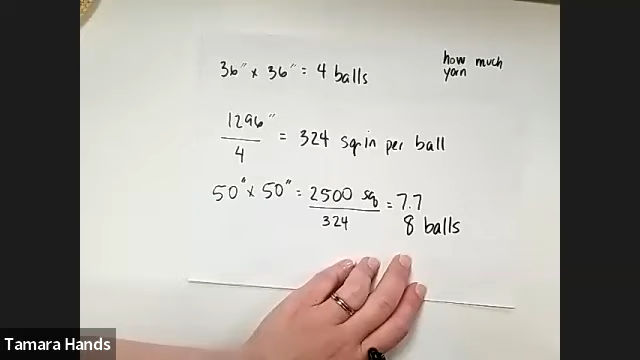 36" x 36" = 4 balls
how much
yarn
1296"
4
= 324 sq in per ball
50" x 50" = 2500 sq
324
= 7.7
8 balls
Tamara Hands